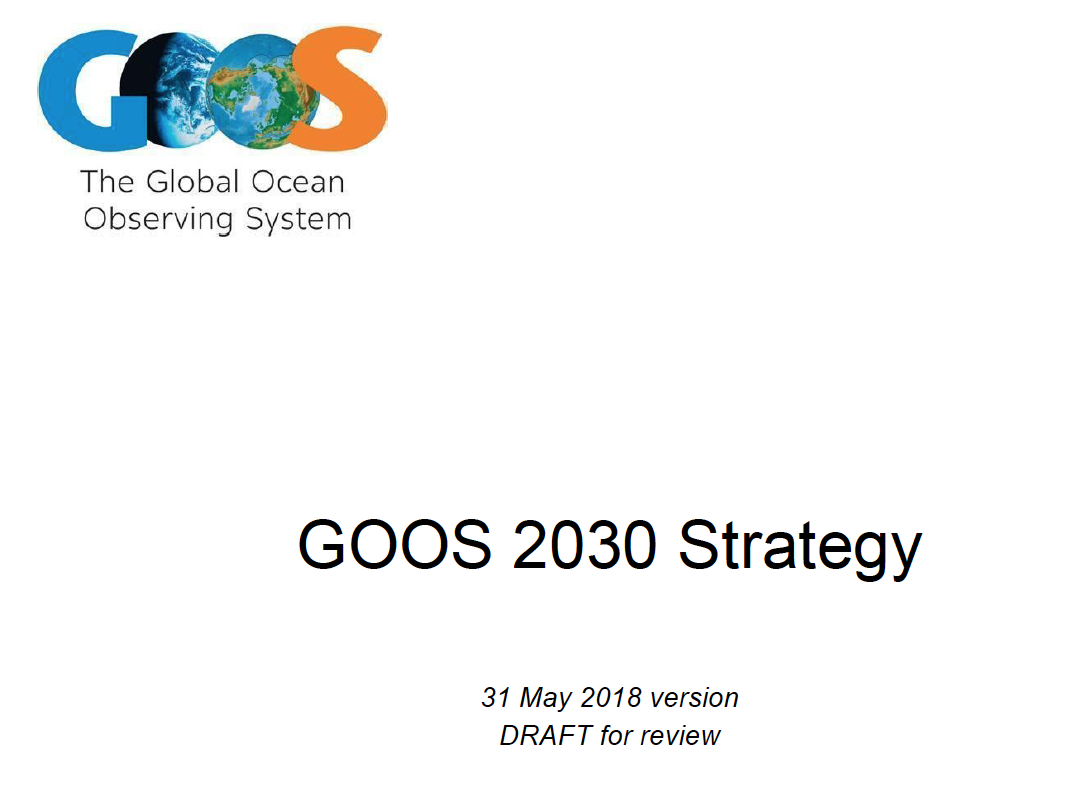 GOOS
The Global Ocean
Observing System
GOOS 2030 Strategy
31 May 2018 version
DRAFT for review